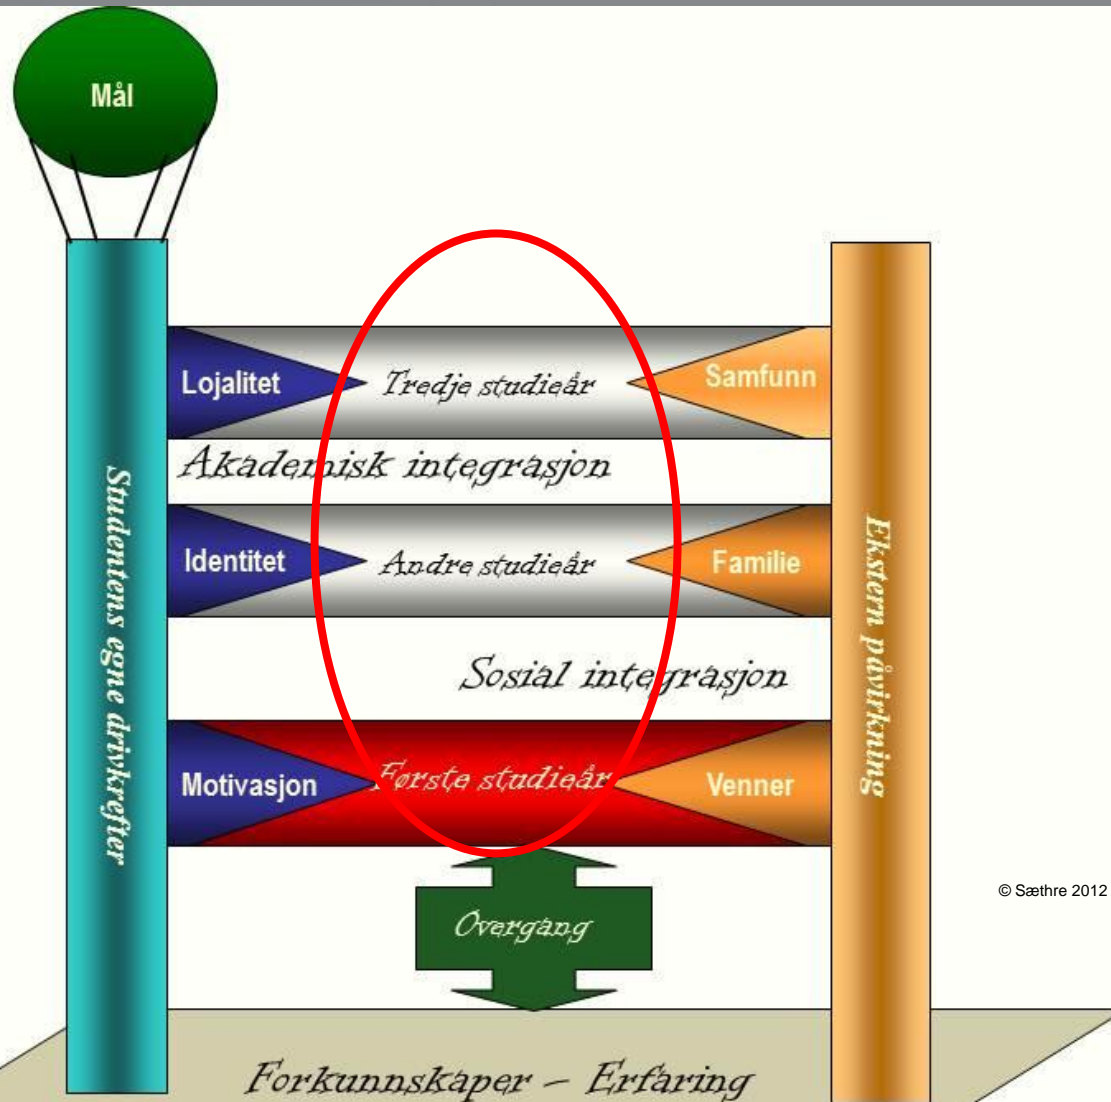 Mål
Lojalitet
Tredje studieår
Samfunn
Akademisk integrasjon
Studentens egne drivkrefter
Identitet
Andre studieår
Familie
Ekstern påvirkning
Sosial integrasjon
Motivasjon
Første studieår
Venner
© Sæthre 2012
Overgang
Forkunnskaper – Erfaring